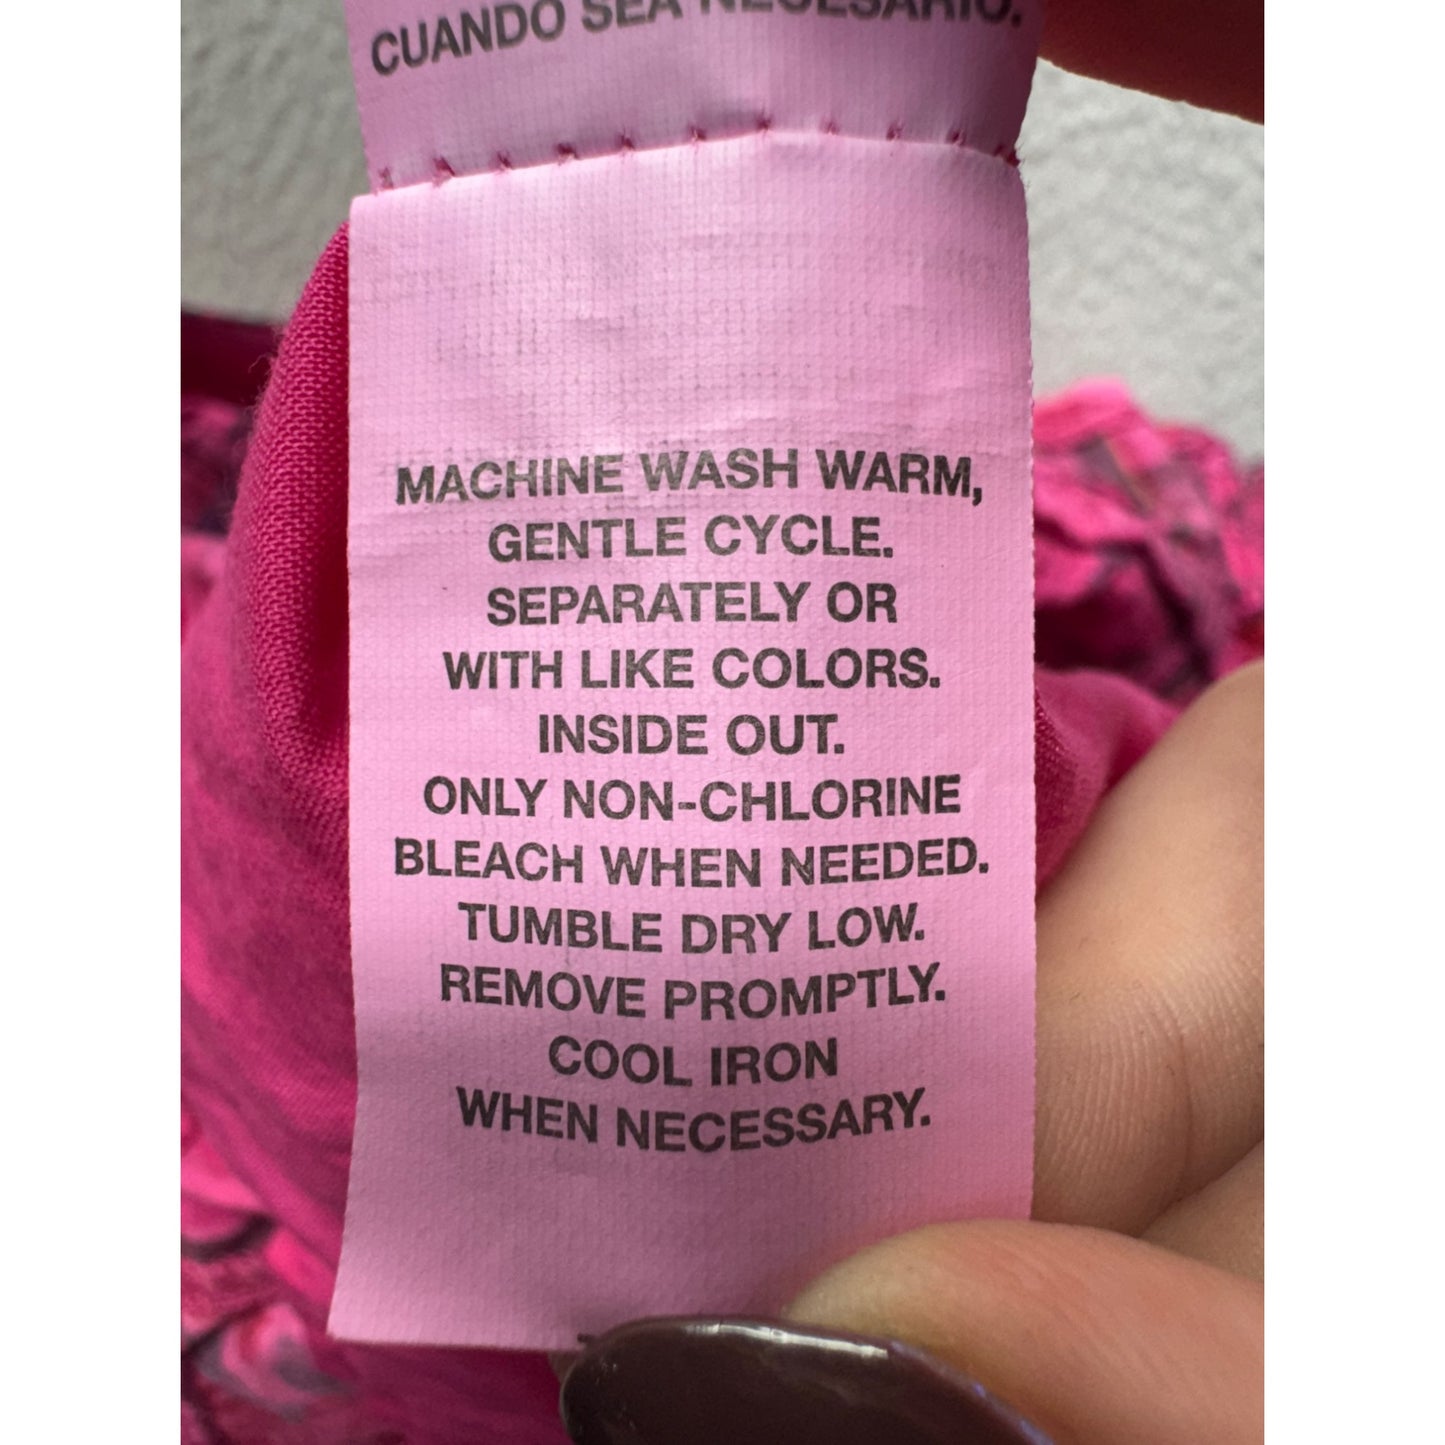 CUANDO SEA NECESARIO.
MACHINE WASH WARM,
GENTLE CYCLE.
SEPARATELY OR
WITH LIKE COLORS.
INSIDE OUT.
ONLY NON-CHLORINE
BLEACH WHEN NEEDED.
TUMBLE DRY LOW.
REMOVE PROMPTLY.
COOL IRON
WHEN NECESSARY.